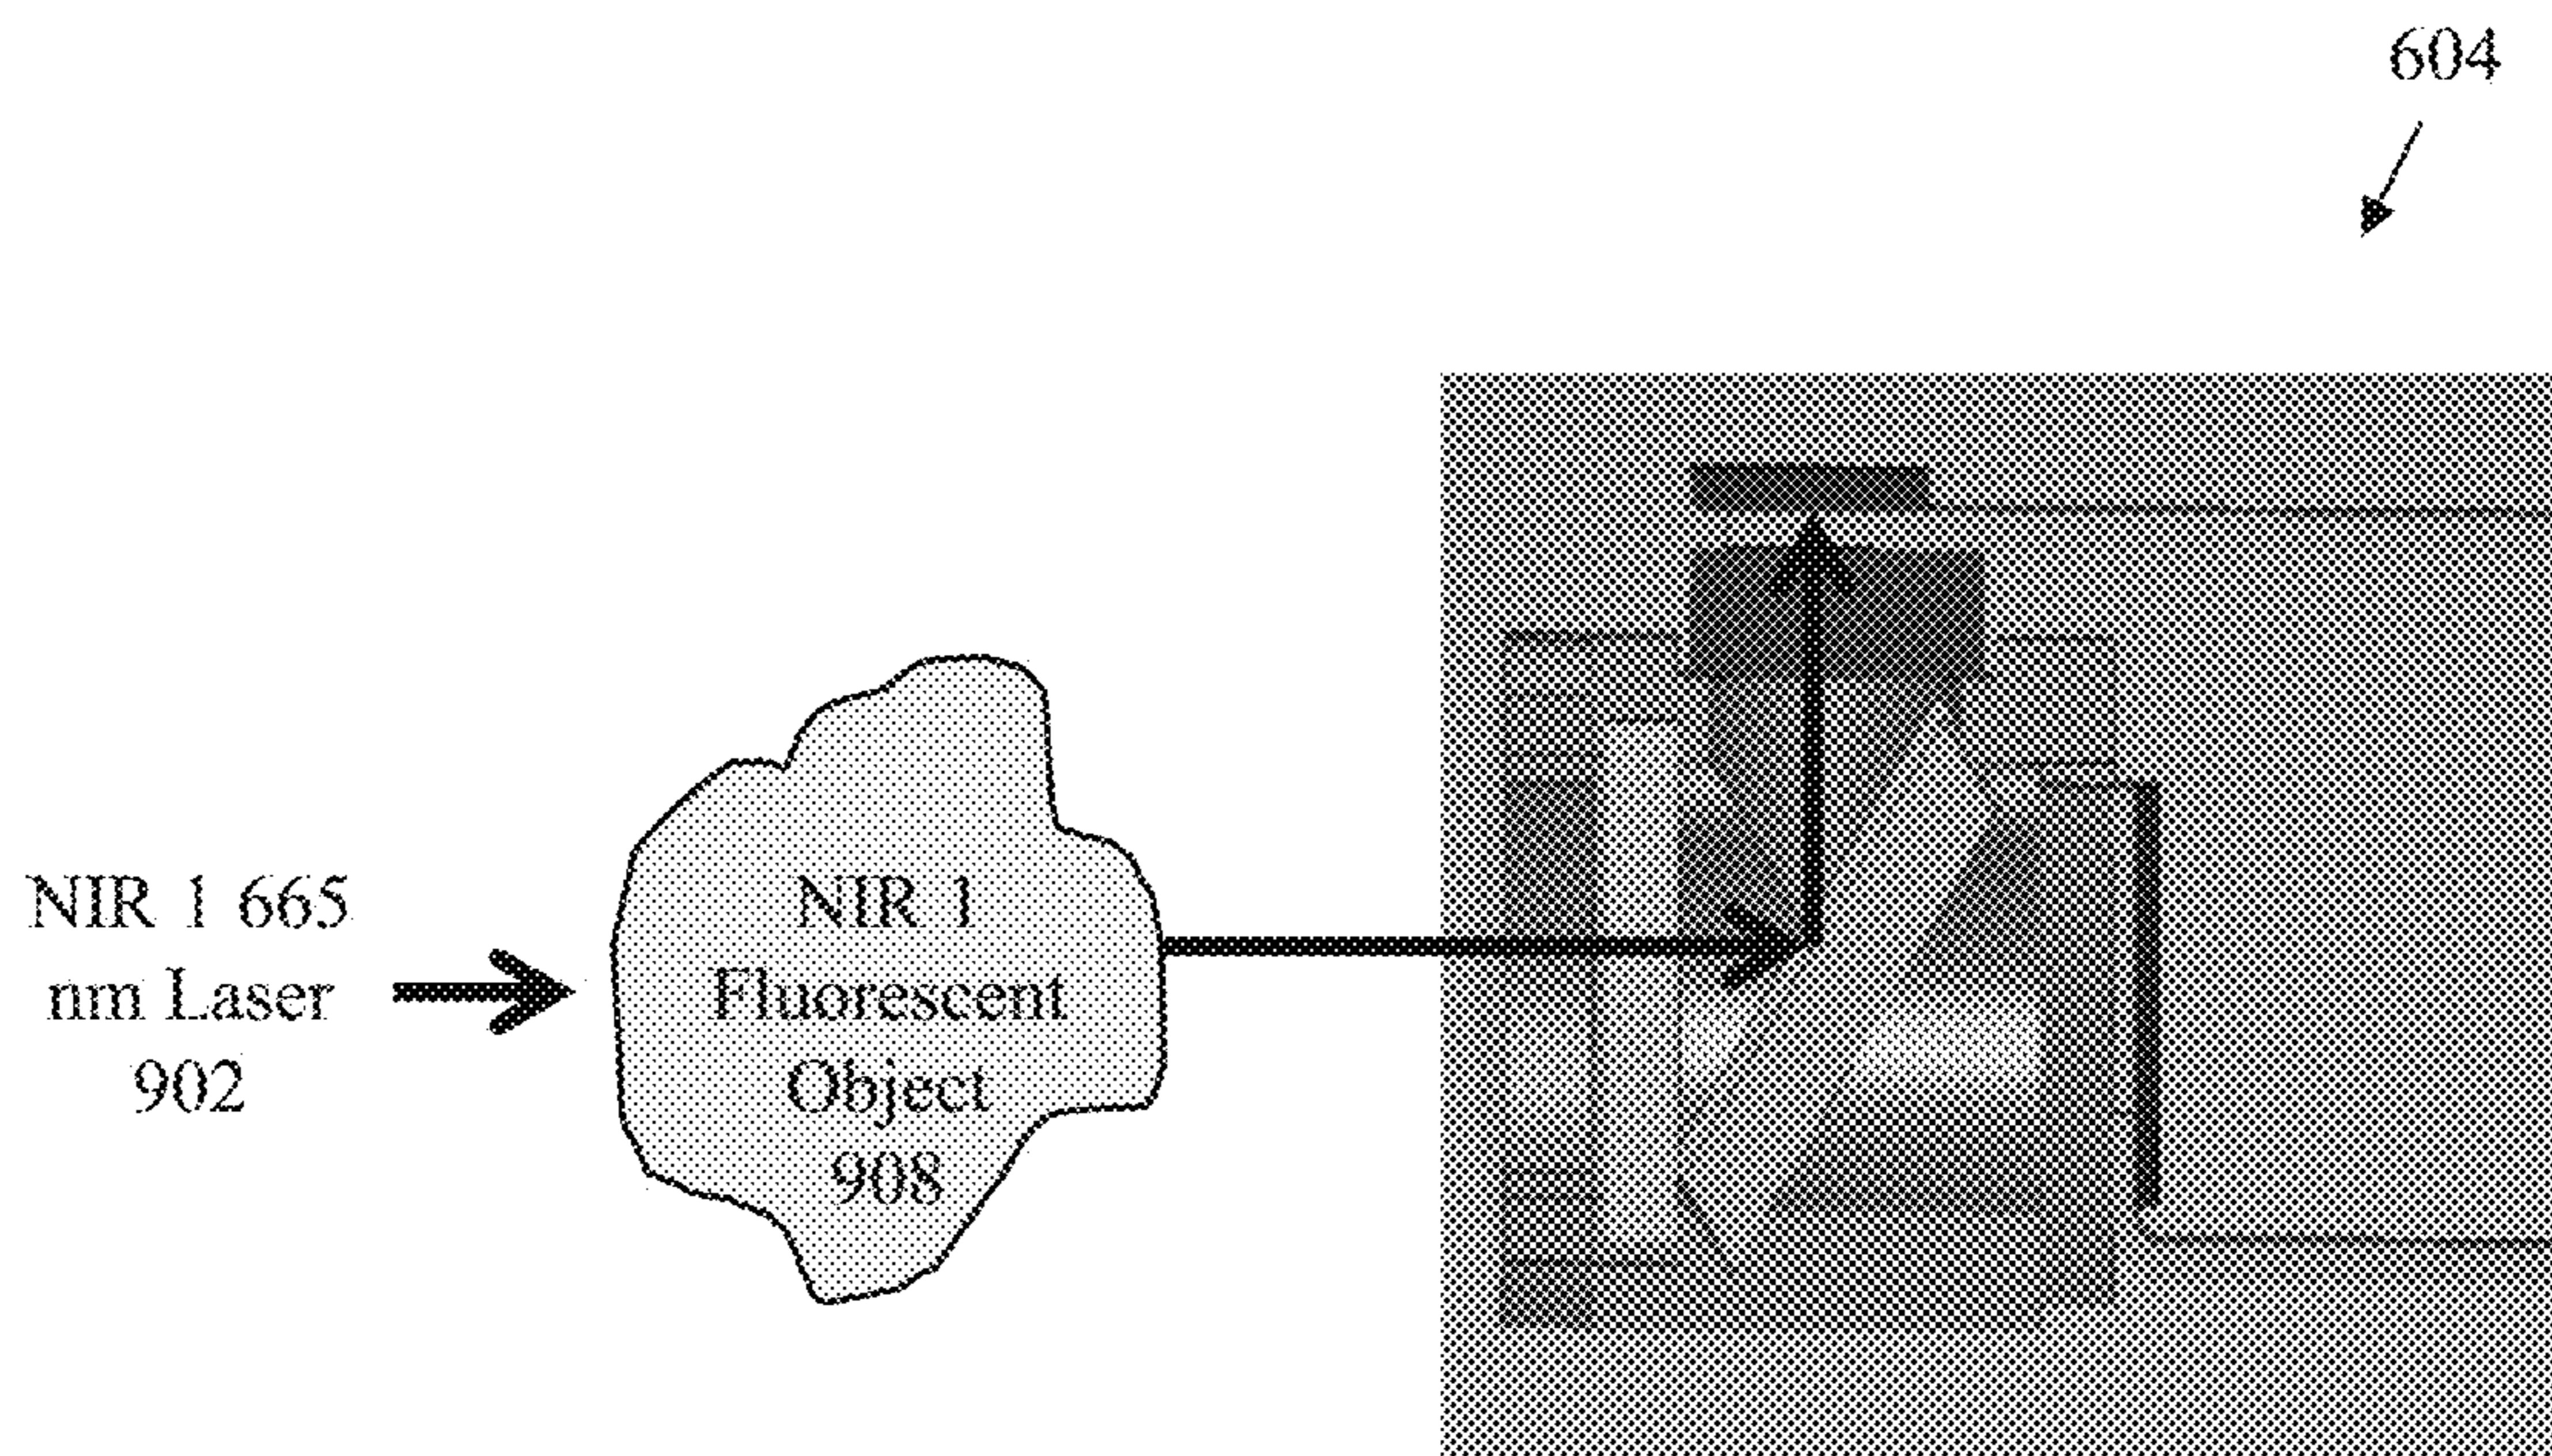 604
NIR 1 665
nm Laser
902
NIR 1
Fluorescent
Object
908